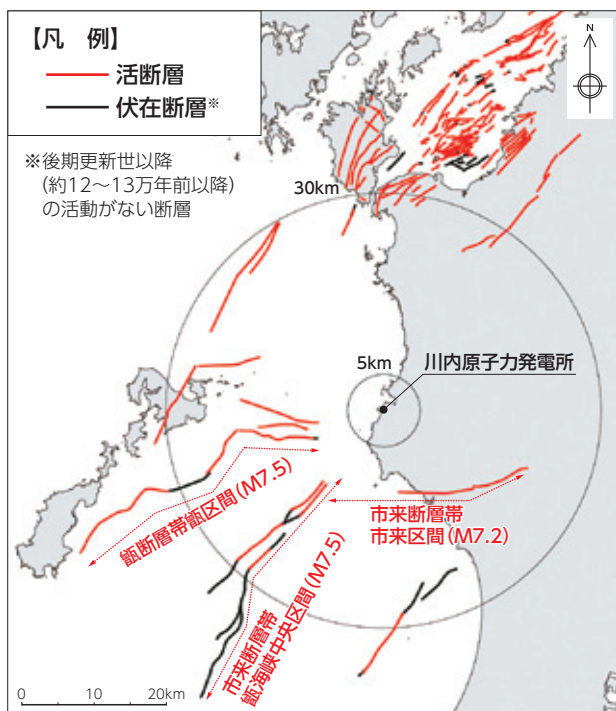 【凡 例】
活断層
伏在断層※
※後期更新世以降
(約12～13万年前以降)
の活動がない断層
N
30km
5km
川内原子力発電所
甑断層帯甑区間(M7.5)
市来断層帯
市来区間(M7.2)
市来断層帯
甑海峡中央区間(M7.5)
0 10 20km